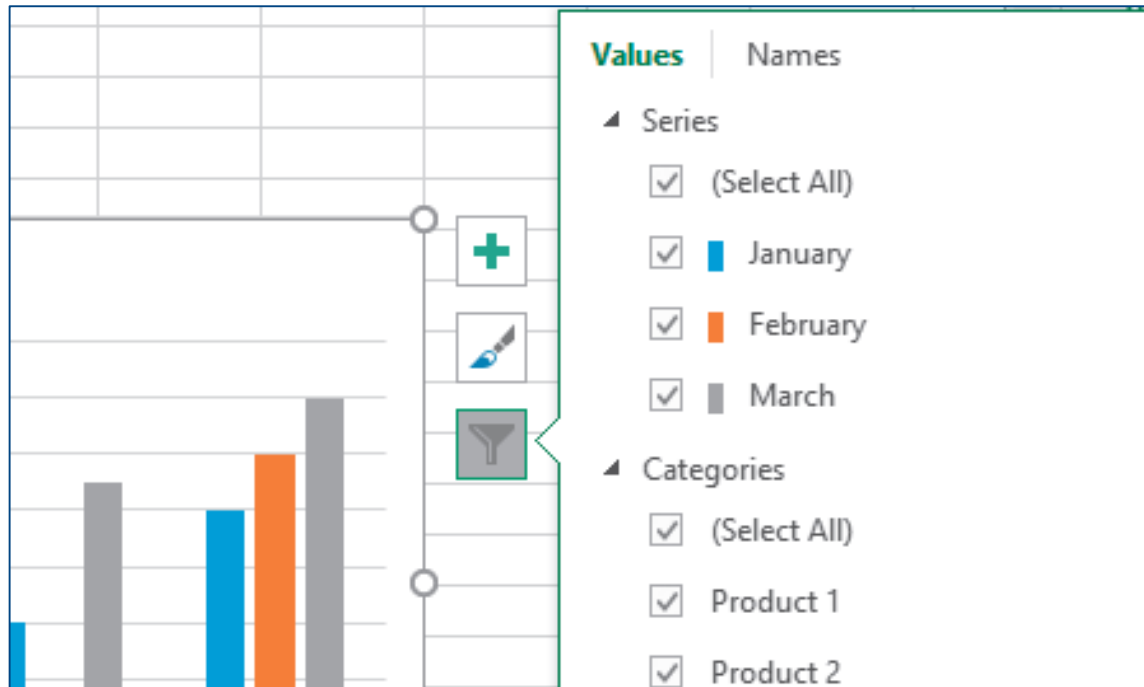 Values Names
Series
(Select All)
January
February
March
Categories
(Select All)
Product 1
Product 2